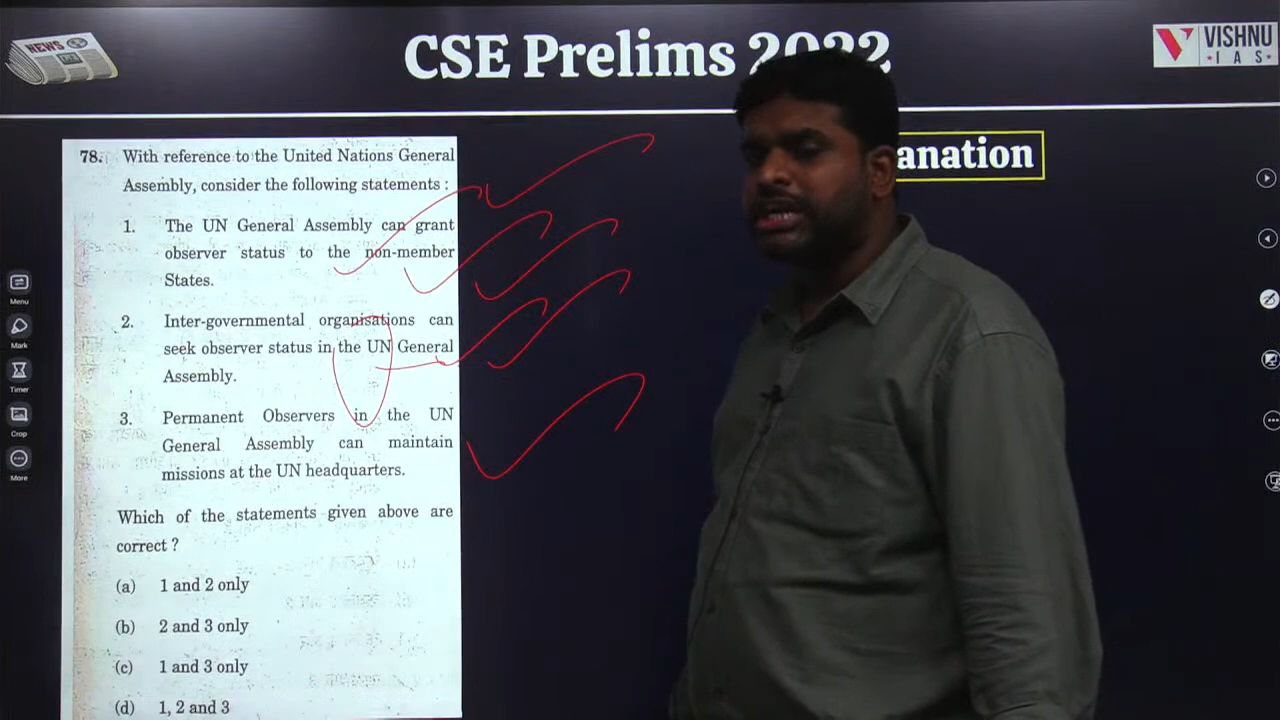 NEWS
CSE Prelims 2022
VISHNU
I A S
anation
78. With reference to the United Nations General
Assembly, consider the following statements :
1. The UN General Assembly can grant
observer status to the non-member
States.
2. Inter-governmental organisations can
seek observer status in the UN General
Assembly.
3. Permanent Observers in the UN
General Assembly can maintain
missions at the UN headquarters.
Which of the statements given above are
correct ?
(a) 1 and 2 only
(b) 2 and 3 only
(c) 1 and 3 only
(d) 1, 2 and 3
Menu
Mark
Timer
Crop
More